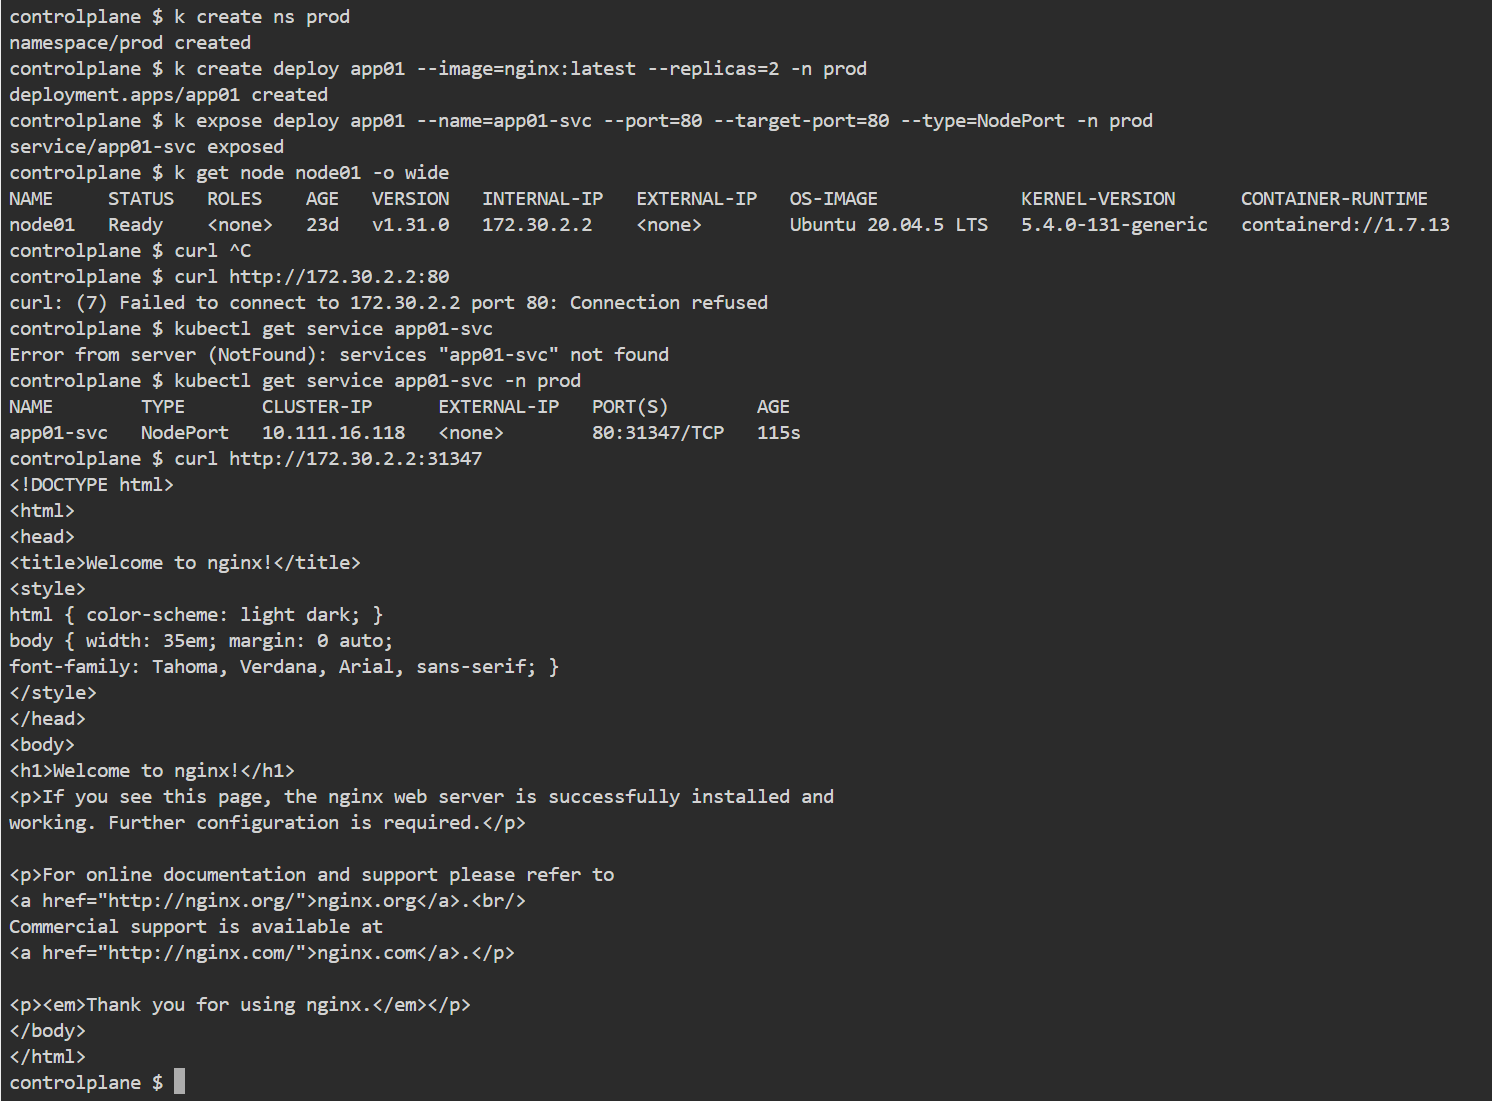 controlplane $ k create ns prod
namespace/prod created
controlplane $ k create deploy app01 --image=nginx:latest --replicas=2 -n prod
deployment.apps/app01 created
controlplane $ k expose deploy app01 --name=app01-svc --port=80 --target-port=80 --type=NodePort -n prod
service/app01-svc exposed
controlplane $ k get node node01 -o wide
NAME     STATUS   ROLES    AGE   VERSION   INTERNAL-IP   EXTERNAL-IP   OS-IMAGE             KERNEL-VERSION      CONTAINER-RUNTIME
node01   Ready    <none>   23d   v1.31.0   172.30.2.2    <none>        Ubuntu 20.04.5 LTS   5.4.0-131-generic   containerd://1.7.13
controlplane $ curl ^C
controlplane $ curl http://172.30.2.2:80
curl: (7) Failed to connect to 172.30.2.2 port 80: Connection refused
controlplane $ kubectl get service app01-svc
Error from server (NotFound): services "app01-svc" not found
controlplane $ kubectl get service app01-svc -n prod
NAME        TYPE       CLUSTER-IP      EXTERNAL-IP   PORT(S)        AGE
app01-svc   NodePort   10.111.16.118   <none>        80:31347/TCP   115s
controlplane $ curl http://172.30.2.2:31347
<!DOCTYPE html>
<html>
<head>
<title>Welcome to nginx!</title>
<style>
html { color-scheme: light dark; }
body { width: 35em; margin: 0 auto;
font-family: Tahoma, Verdana, Arial, sans-serif; }
</style>
</head>
<body>
<h1>Welcome to nginx!</h1>
<p>If you see this page, the nginx web server is successfully installed and
working. Further configuration is required.</p>

<p>For online documentation and support please refer to
<a href="http://nginx.org/">nginx.org</a>.<br/>
Commercial support is available at
<a href="http://nginx.com/">nginx.com</a>.</p>

<p><em>Thank you for using nginx.</em></p>
</body>
</html>
controlplane $